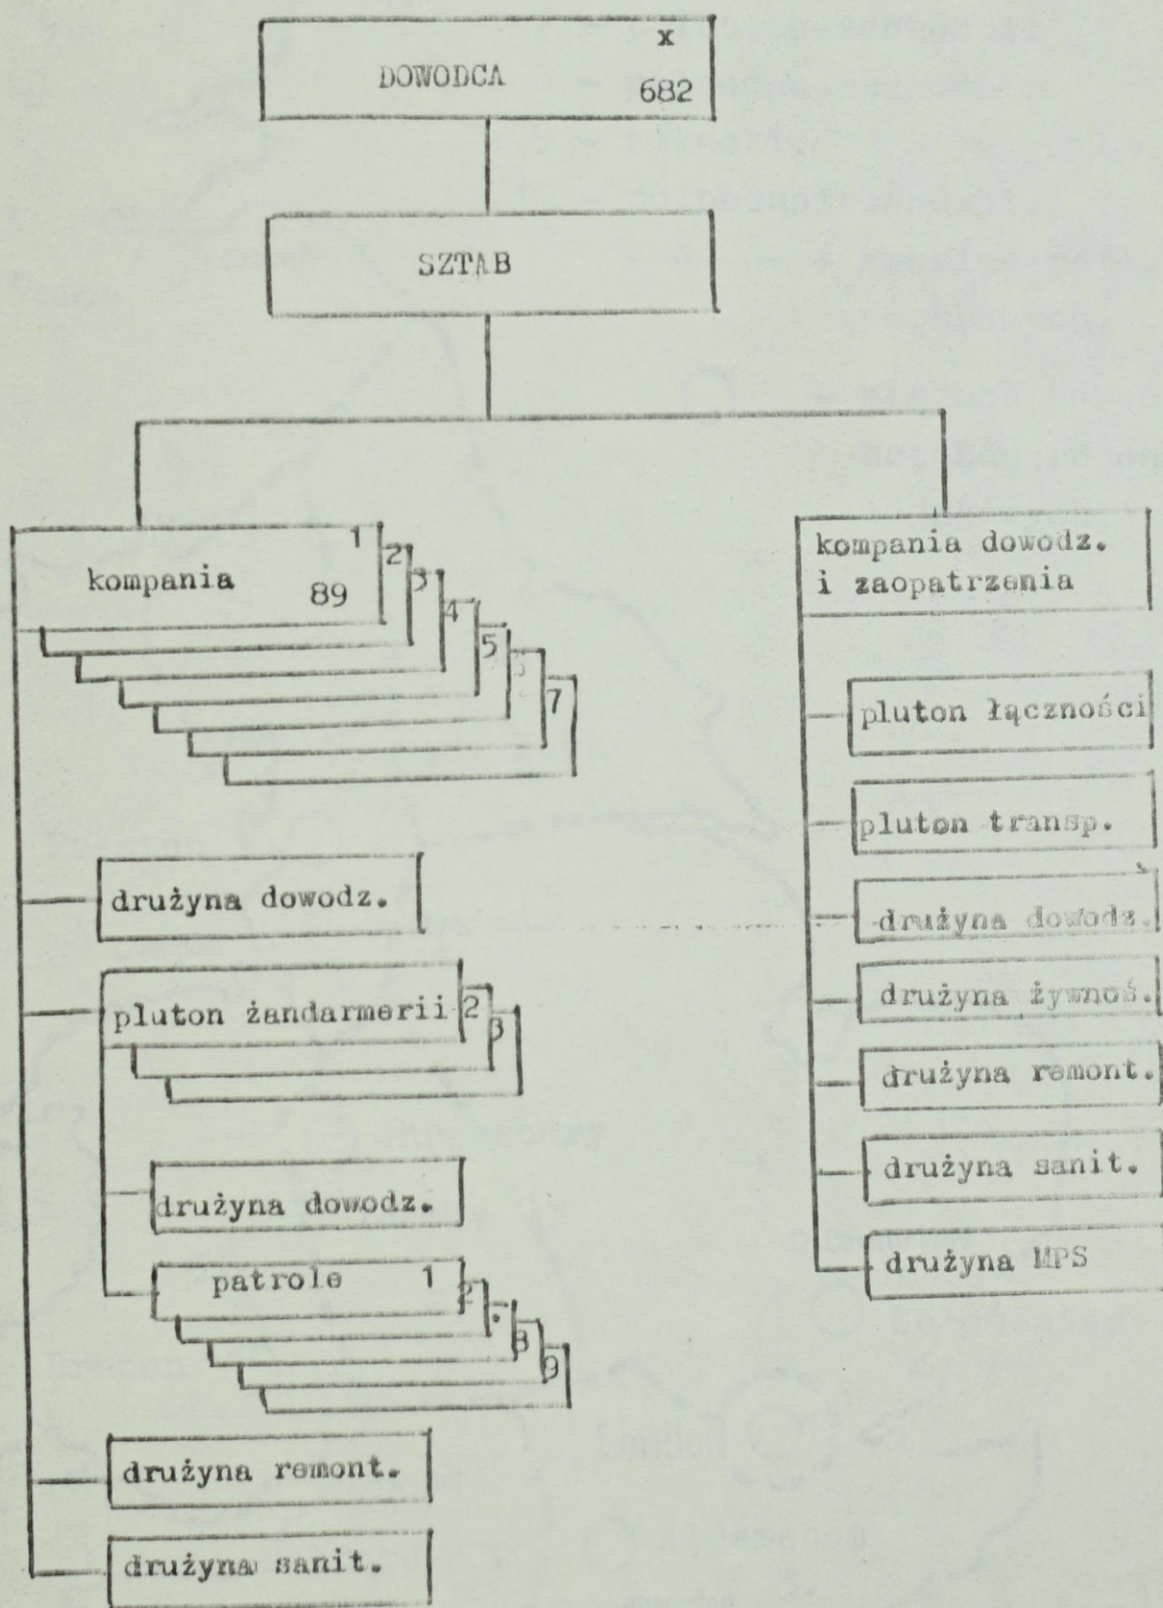 x
DOWODCA
682
SZTAB
1
kompania
89
2
3
4
5
7
drużyna dowodz.
pluton żandarmerii
2
3
drużyna dowodz.
patrole 1
2
.
8
9
drużyna remont.
drużyna sanit.
kompania dowodz.
i zaopatrzenia
pluton łączności
pluton transp.
drużyna dowodz.
drużyna żywnoś.
drużyna remont.
drużyna sanit.
drużyna MPS